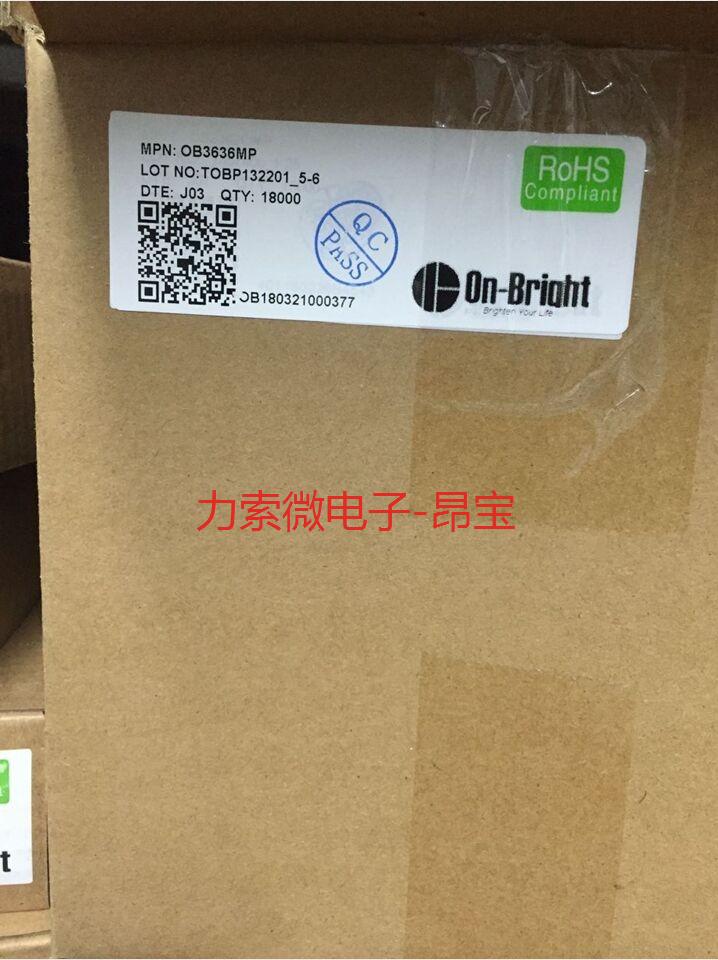 MPN: OB3636MP
LOT NO:TOBP132201_5-6
DTE: J03 QTY: 18000
RoHS
Compliant
QC
PASS
OB180321000377
On-Bright
Brighten Your Life
力索微电子-昂宝
t